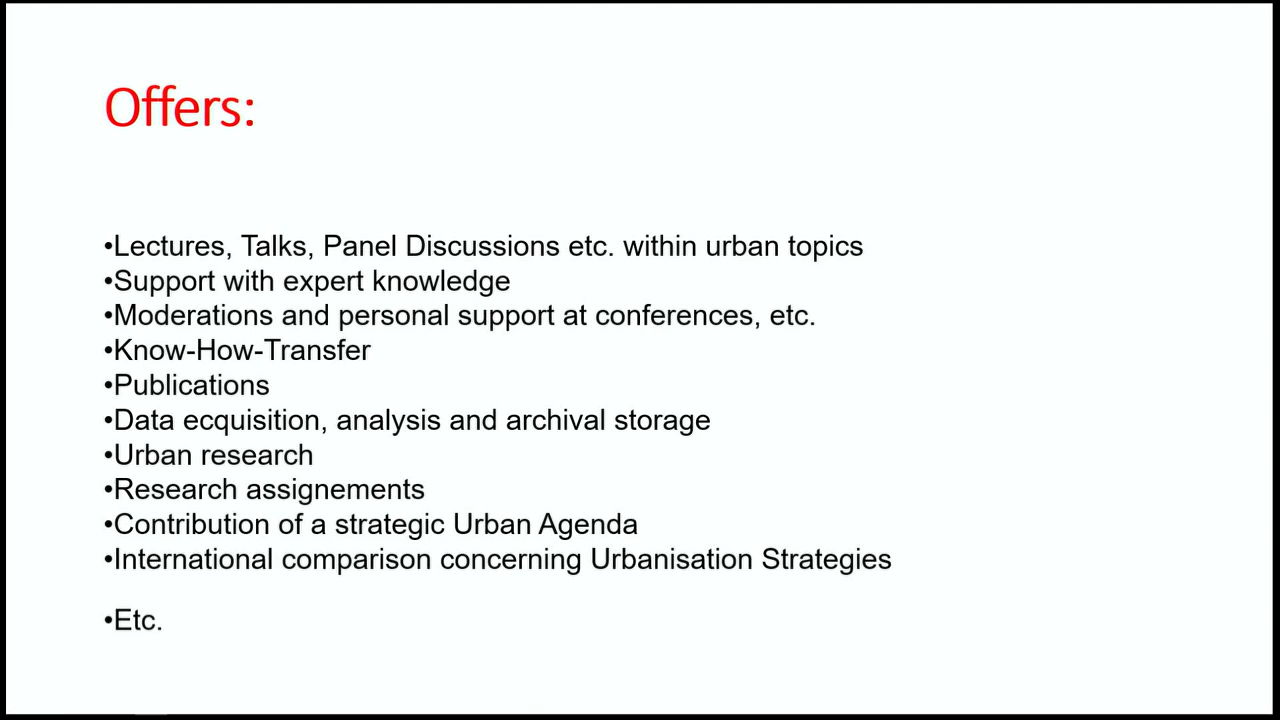 Offers:
•Lectures, Talks, Panel Discussions etc. within urban topics
•Support with expert knowledge
•Moderations and personal support at conferences, etc.
•Know-How-Transfer
•Publications
•Data ecquisition, analysis and archival storage
•Urban research
•Research assignements
•Contribution of a strategic Urban Agenda
•International comparison concerning Urbanisation Strategies
•Etc.